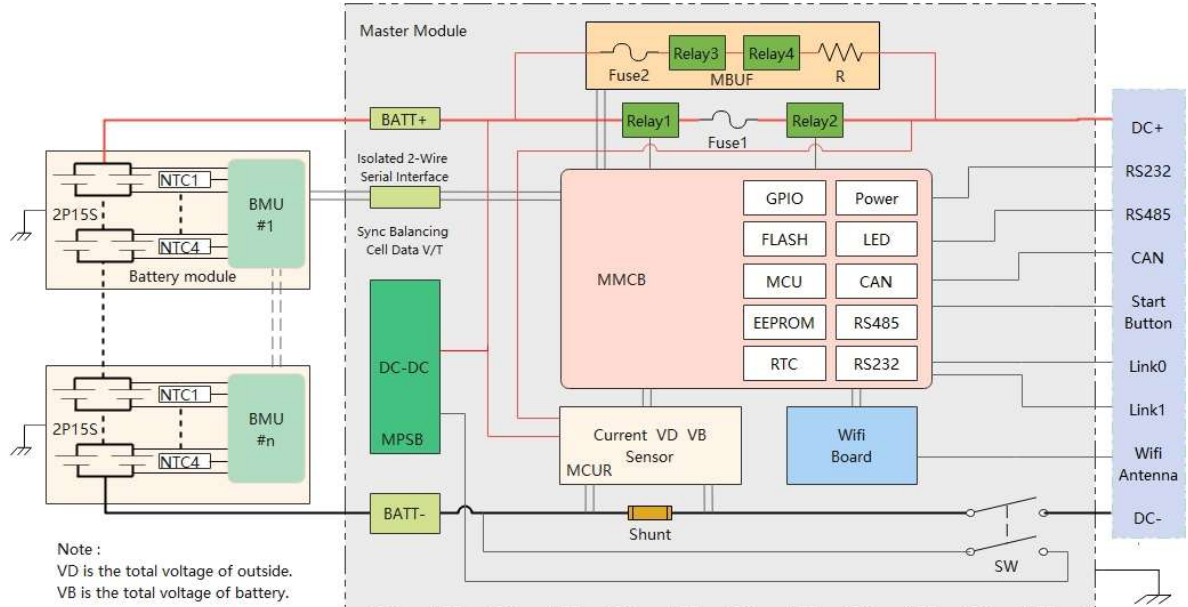 Master Module
Fuse2
Relay3
Relay4
R
MBUF
BATT+
Relay1
Fuse1
Relay2
Isolated 2-Wire
Serial Interface
Sync Balancing
Cell Data V/T
NTC1
2P15S
NTC4
BMU
#1
Battery module
NTC1
2P15S
NTC4
BMU
#n
DC-DC
MPSB
MMCB
GPIO
Power
FLASH
LED
MCU
CAN
EEPROM
RS485
RTC
RS232
Current VD VB
Sensor
MCUR
Wifi
Board
BATT-
Shunt
SW
DC+
RS232
RS485
CAN
Start
Button
Link0
Link1
Wifi
Antenna
DC-
Note :
VD is the total voltage of outside.
VB is the total voltage of battery.